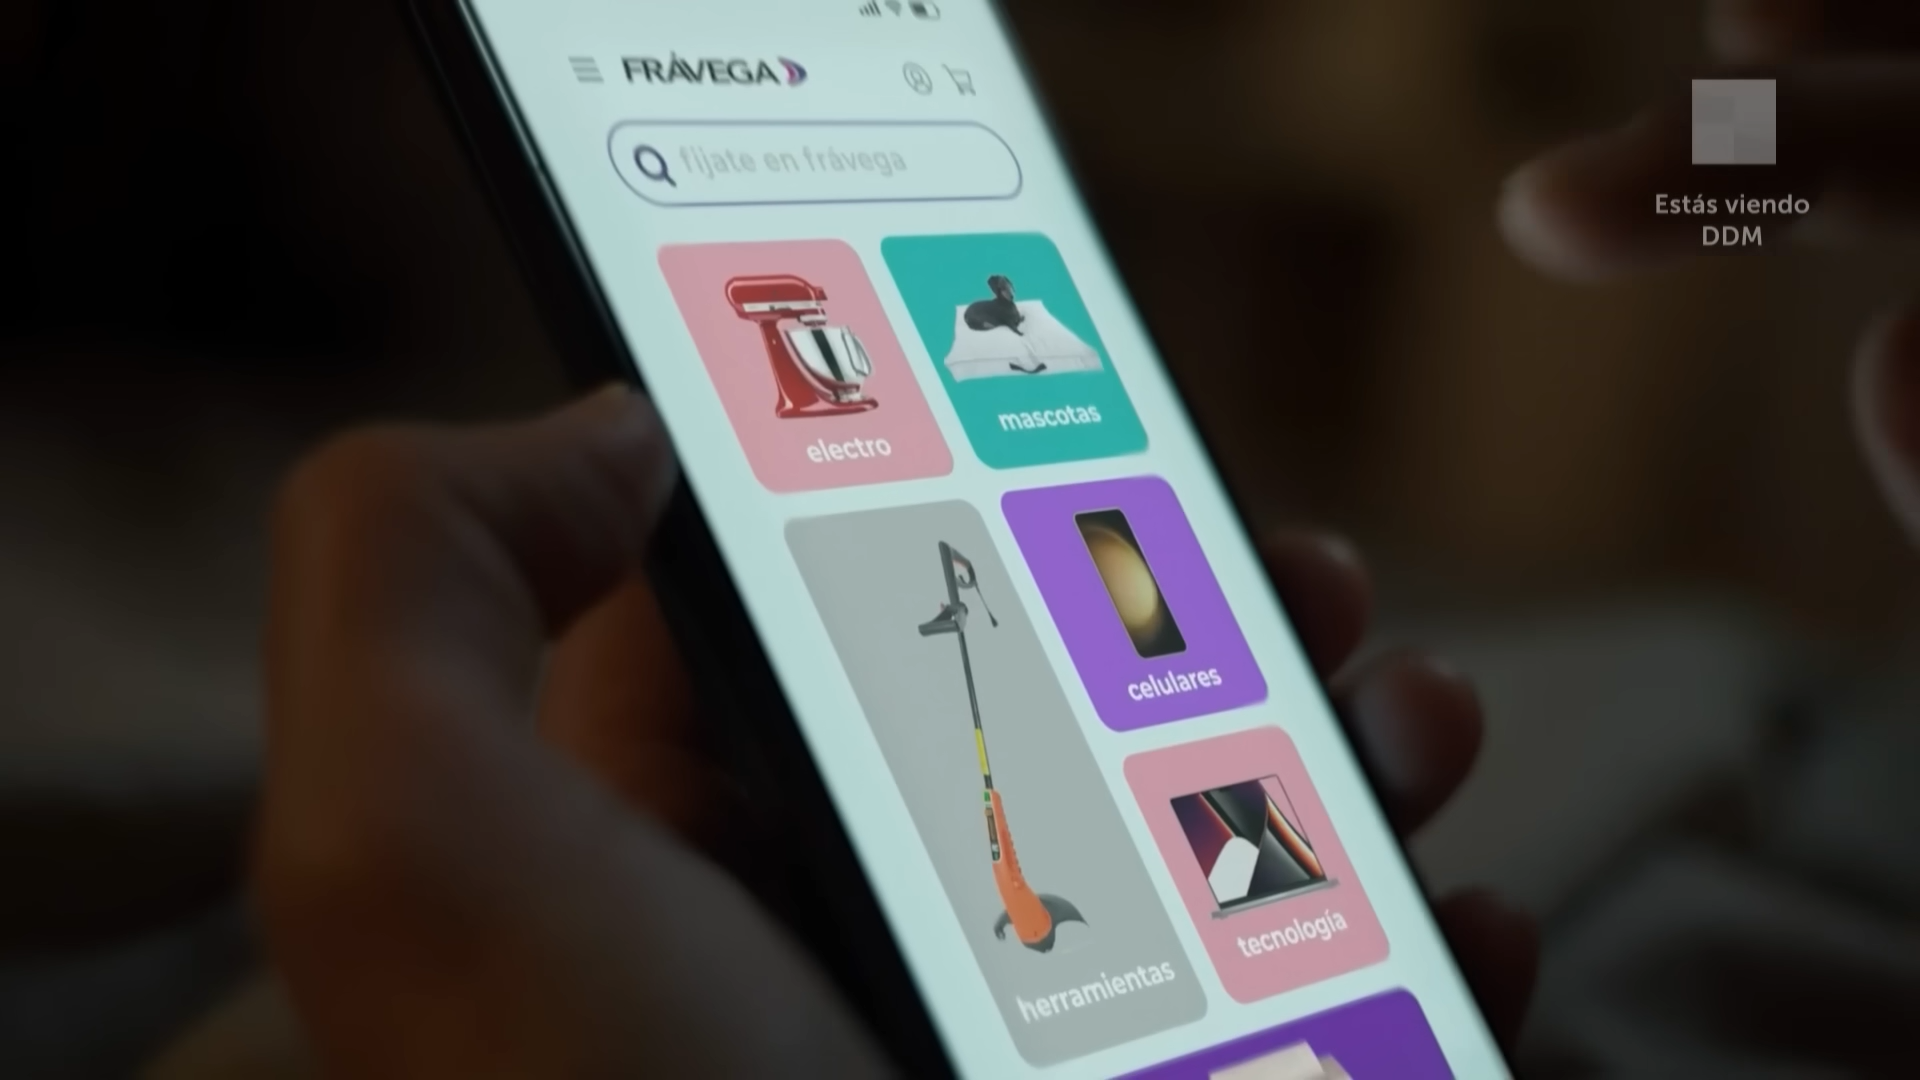 FRÁVEGA
fijate en frávega
Estás viendo
DDM
electro
mascotas
celulares
tecnología
herramientas